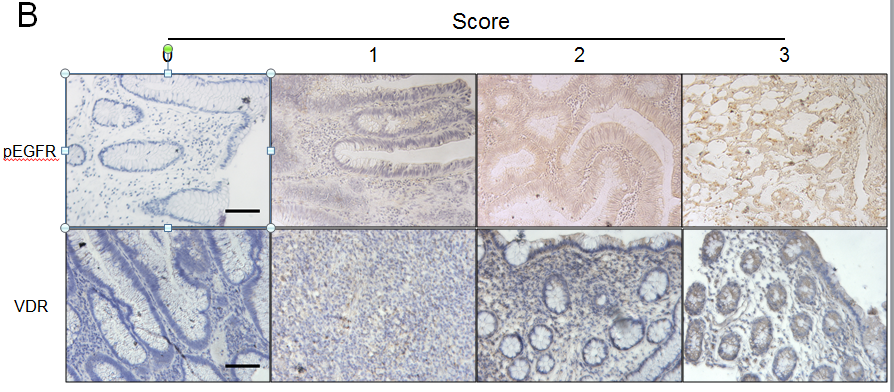 B
Score
0 1 2 3
pEGFR
VDR